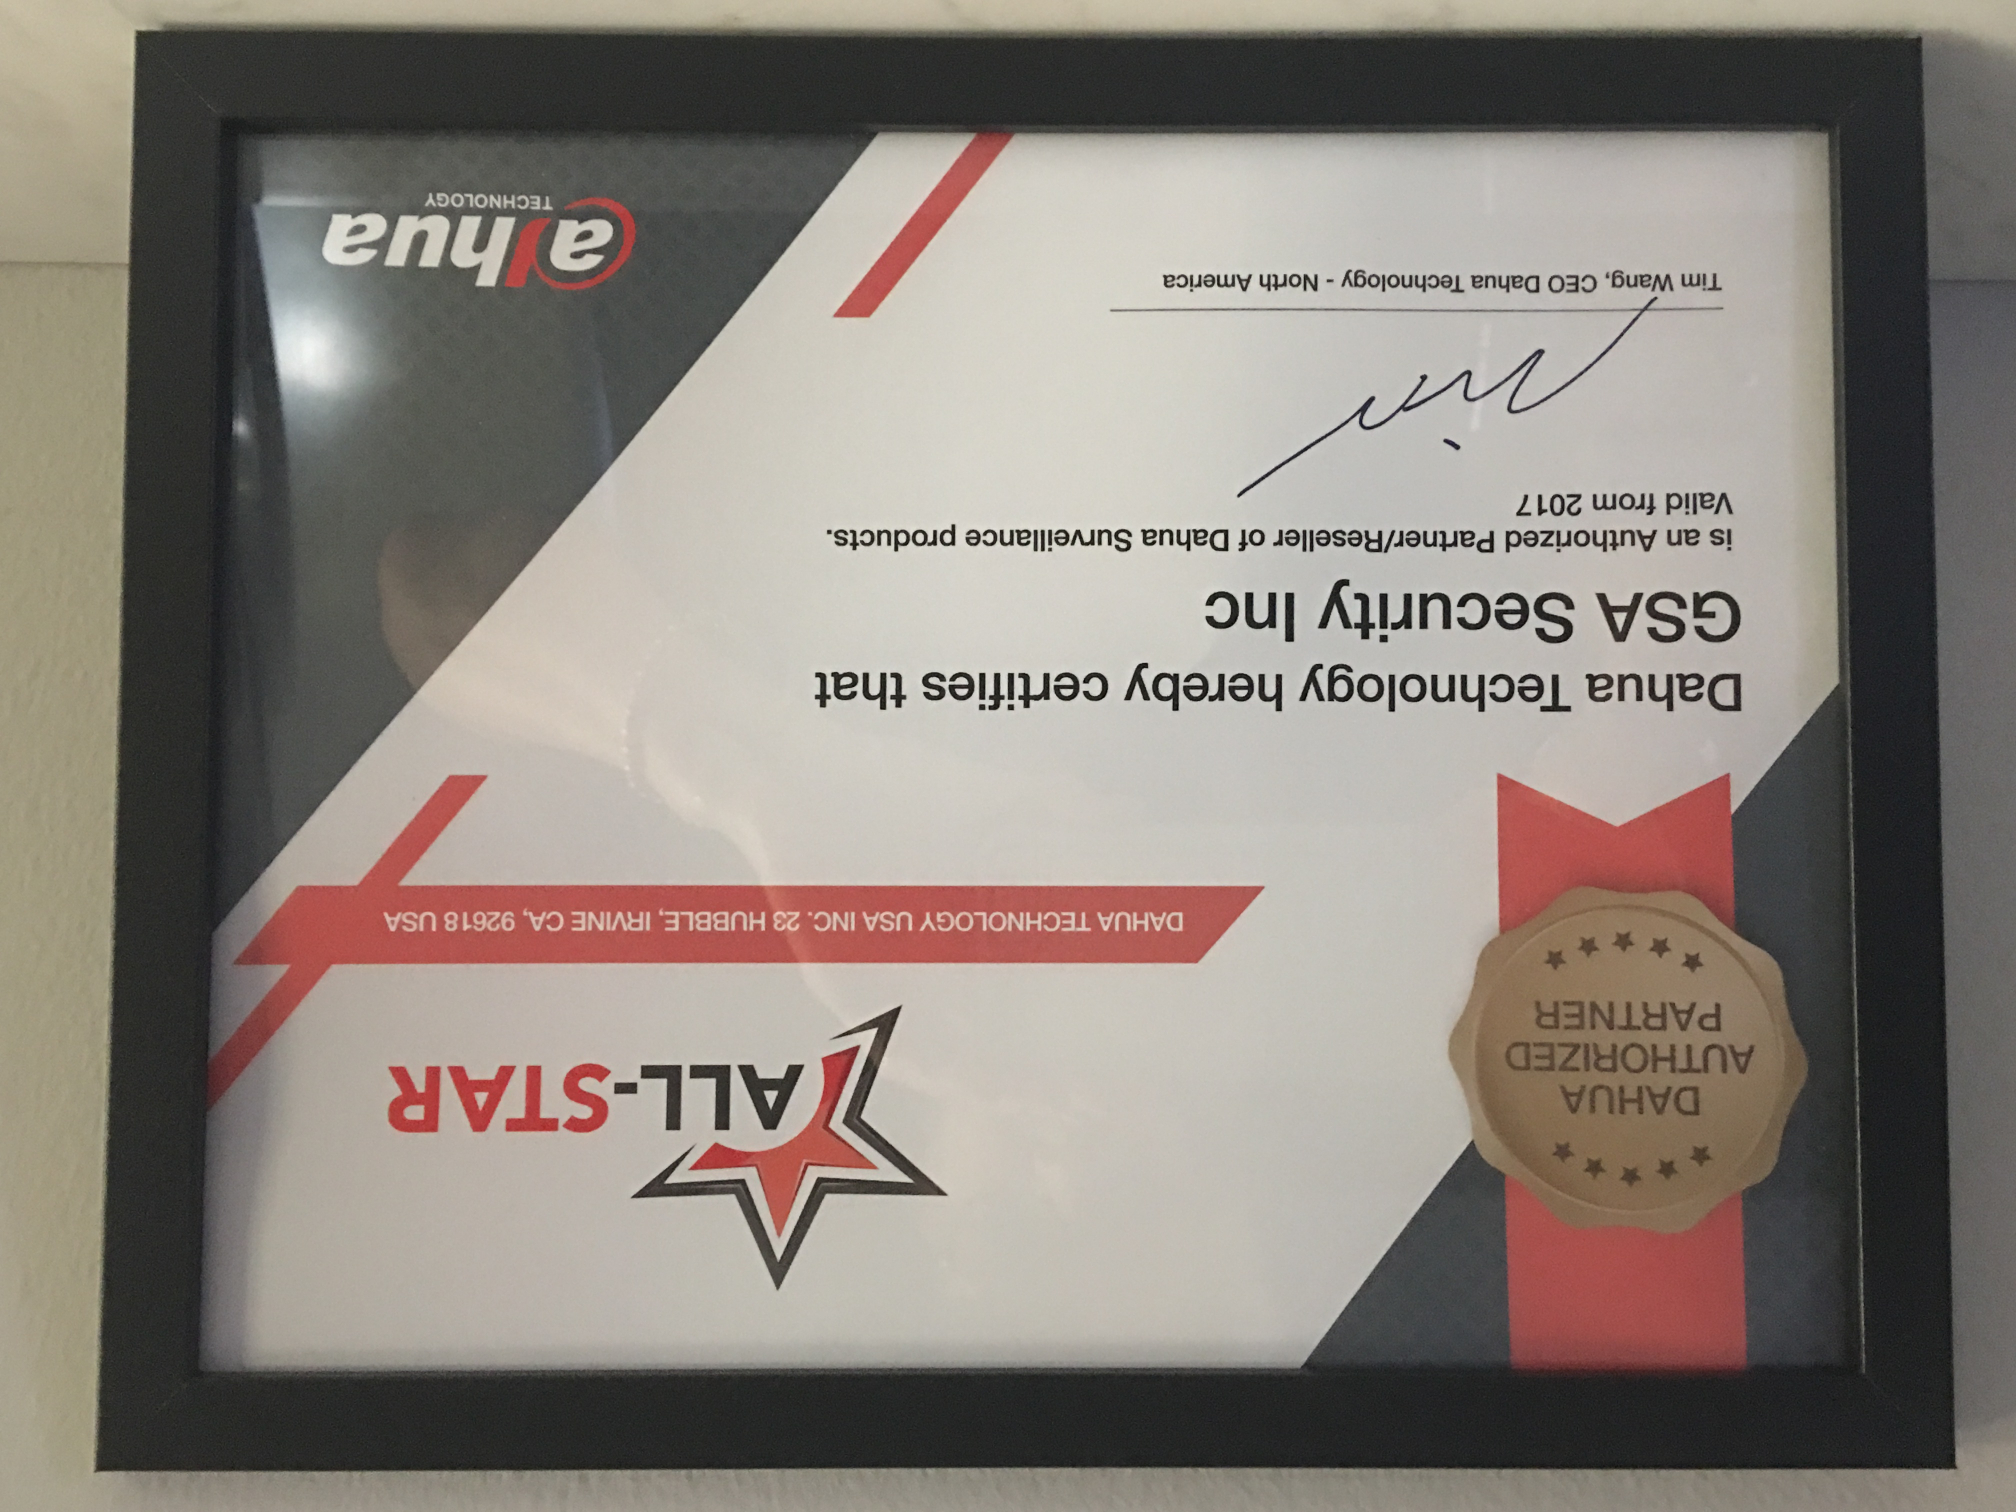 DAHUA
AUTHORIZED
PARTNER
ALL-STAR
DAHUA TECHNOLOGY USA INC. 23 HUBBLE, IRVINE CA, 92618 USA
Dahua Technology hereby certifies that
GSA Security Inc
is an Authorized Partner/Reseller of Dahua Surveillance products.
Valid from 2017
Tim Wang, CEO Dahua Technology - North America
alhua
TECHNOLOGY